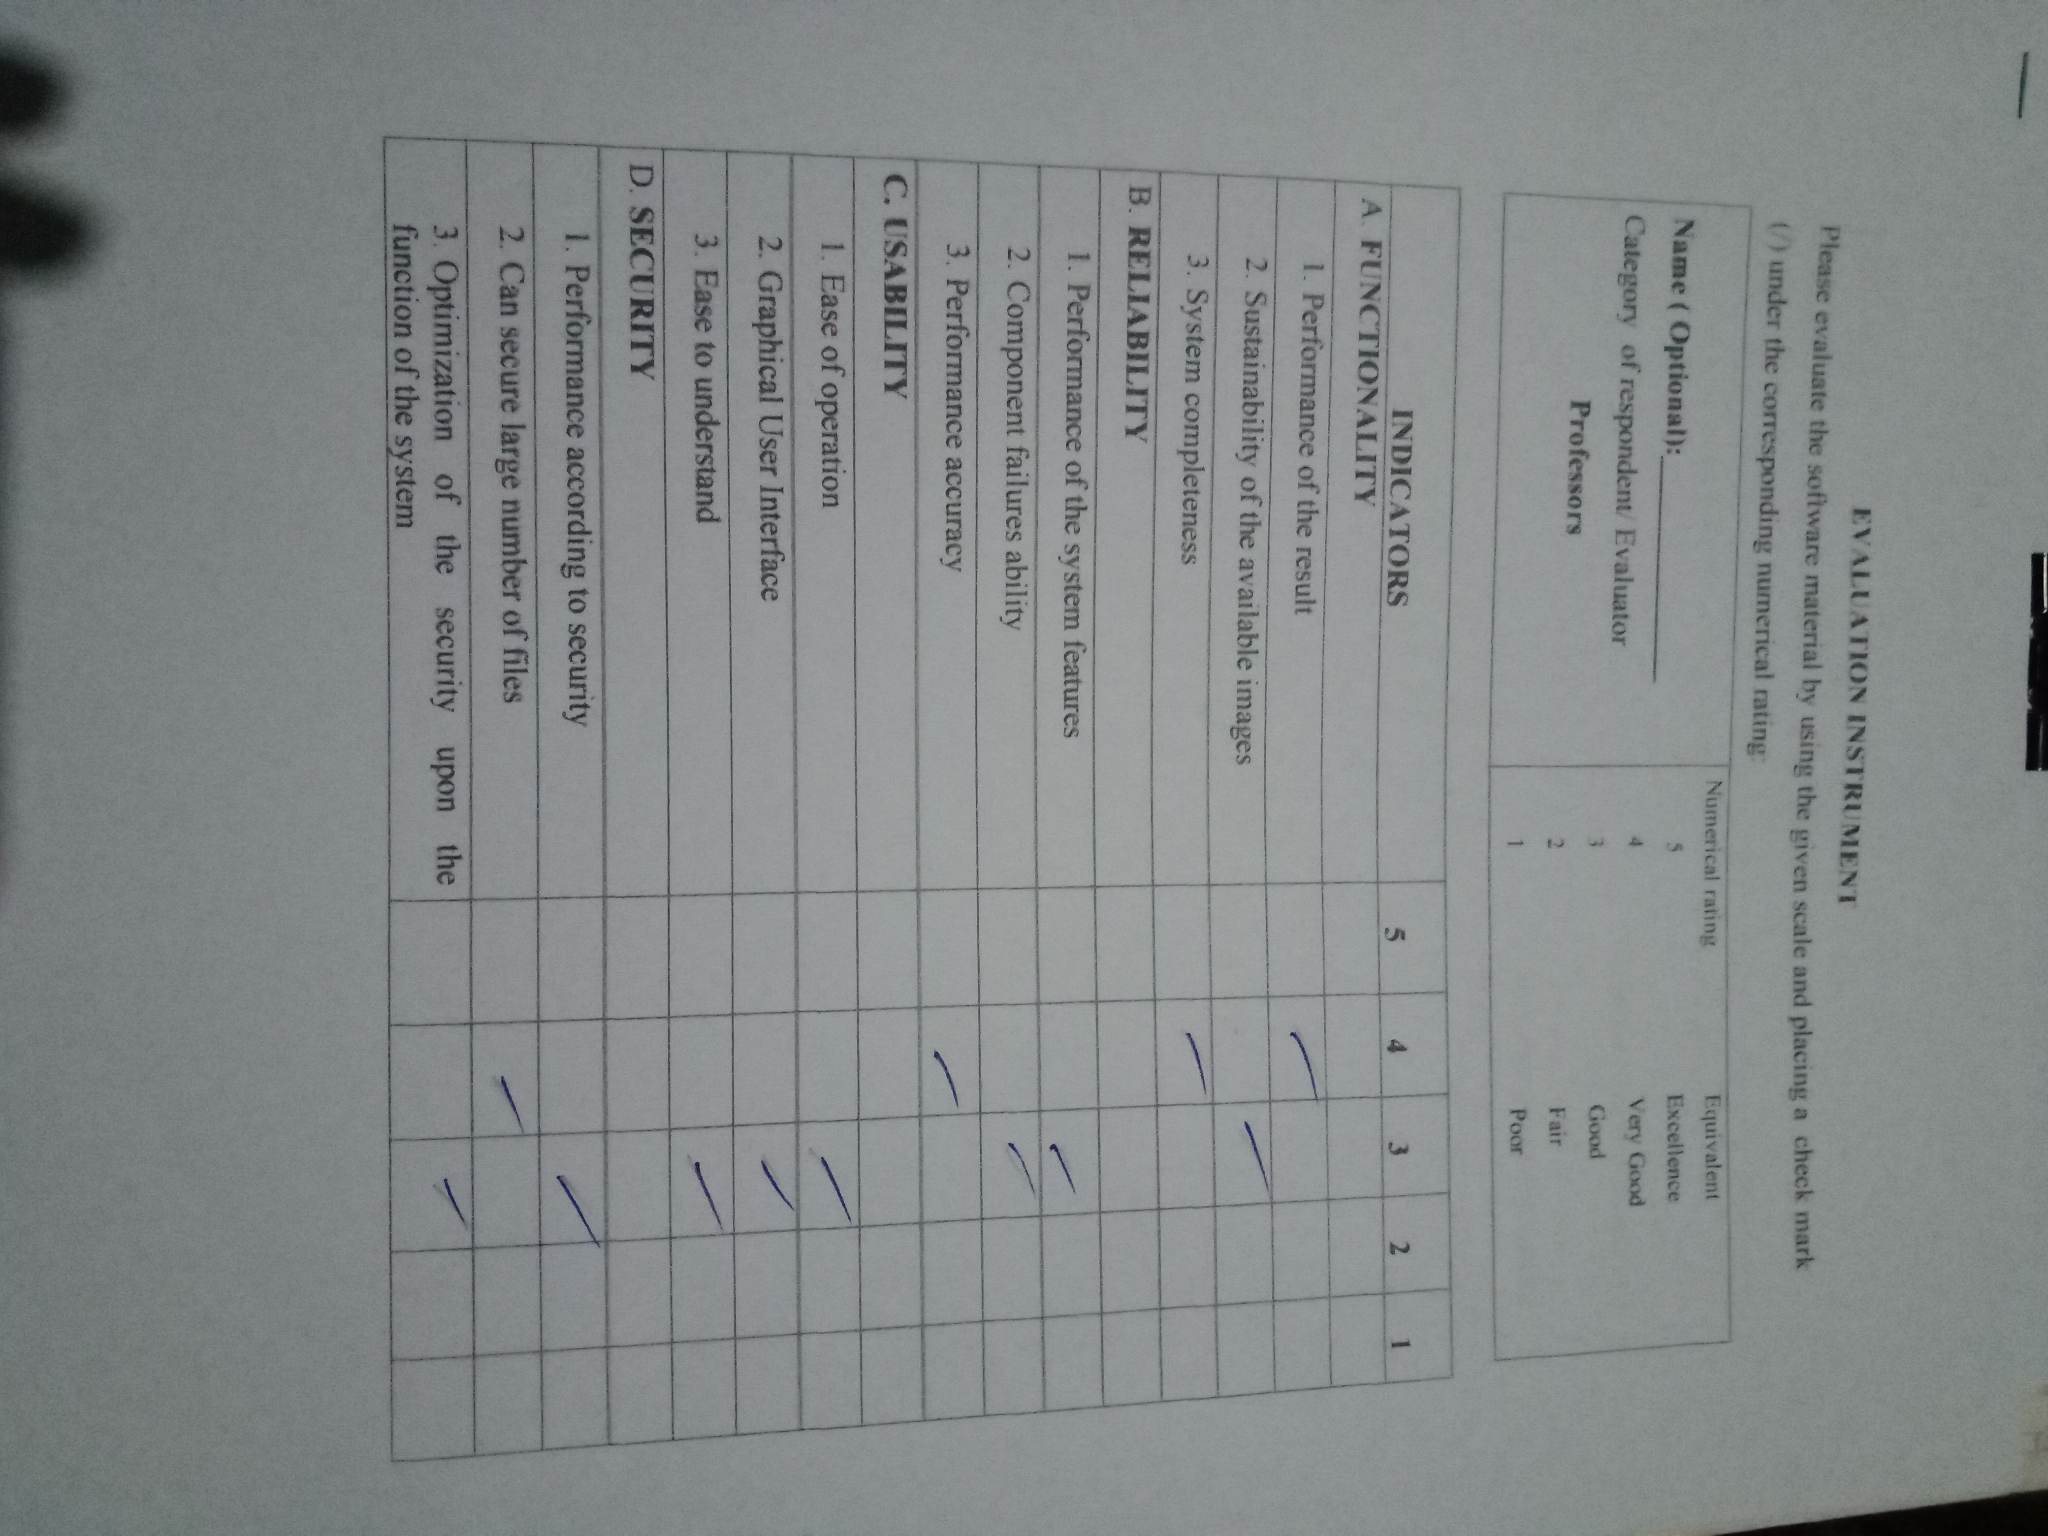 EVALUATION INSTRUMENT
Please evaluate the software material by using the given scale and placing a check mark
(/) under the corresponding numerical rating:
Name ( Optional):_______________
Category of respondent/ Evaluator
Professors
Numerical rating Equivalent
5 Excellence
4 Very Good
3 Good
2 Fair
1 Poor
INDICATORS 5 4 3 2 1
A. FUNCTIONALITY
1. Performance of the result /
2. Sustainability of the available images /
3. System completeness /
B. RELIABILITY
1. Performance of the system features /
2. Component failures ability /
3. Performance accuracy /
C. USABILITY
1. Ease of operation /
2. Graphical User Interface /
3. Ease to understand /
D. SECURITY
1. Performance according to security /
2. Can secure large number of files /
3. Optimization of the security upon the /
function of the system